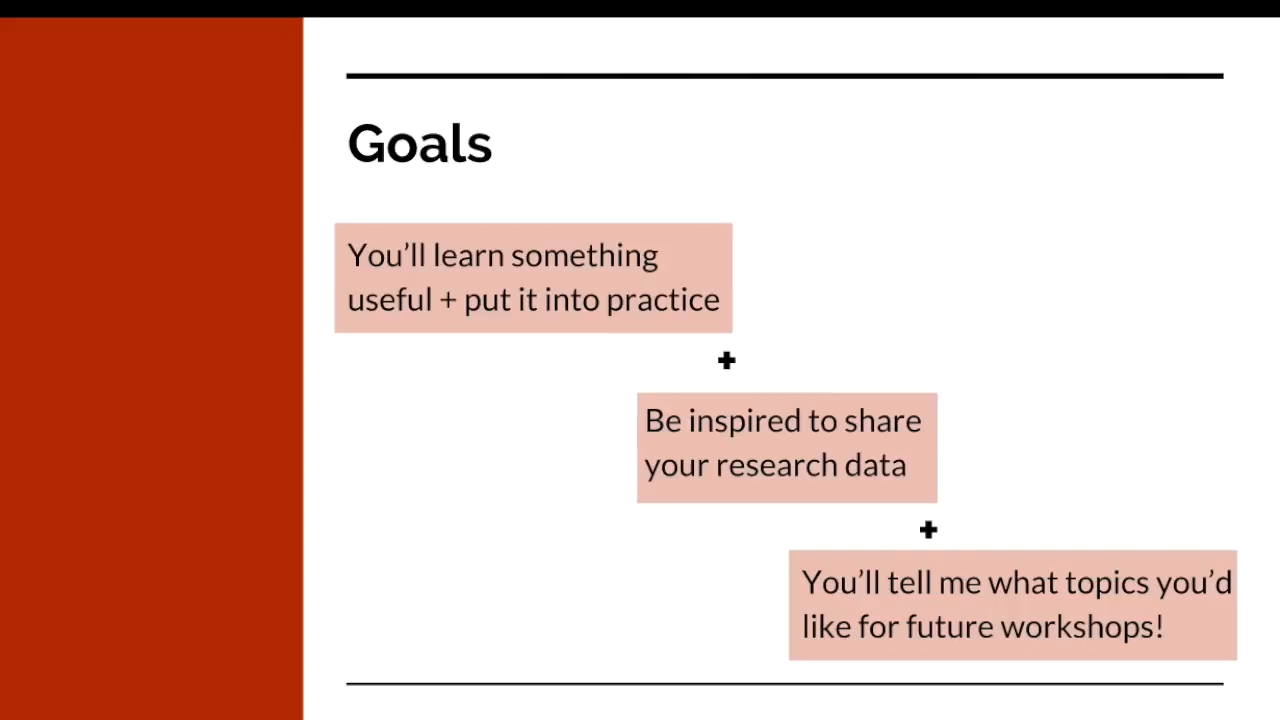 Goals
You’ll learn something
useful + put it into practice
+
Be inspired to share
your research data
+
You’ll tell me what topics you’d
like for future workshops!